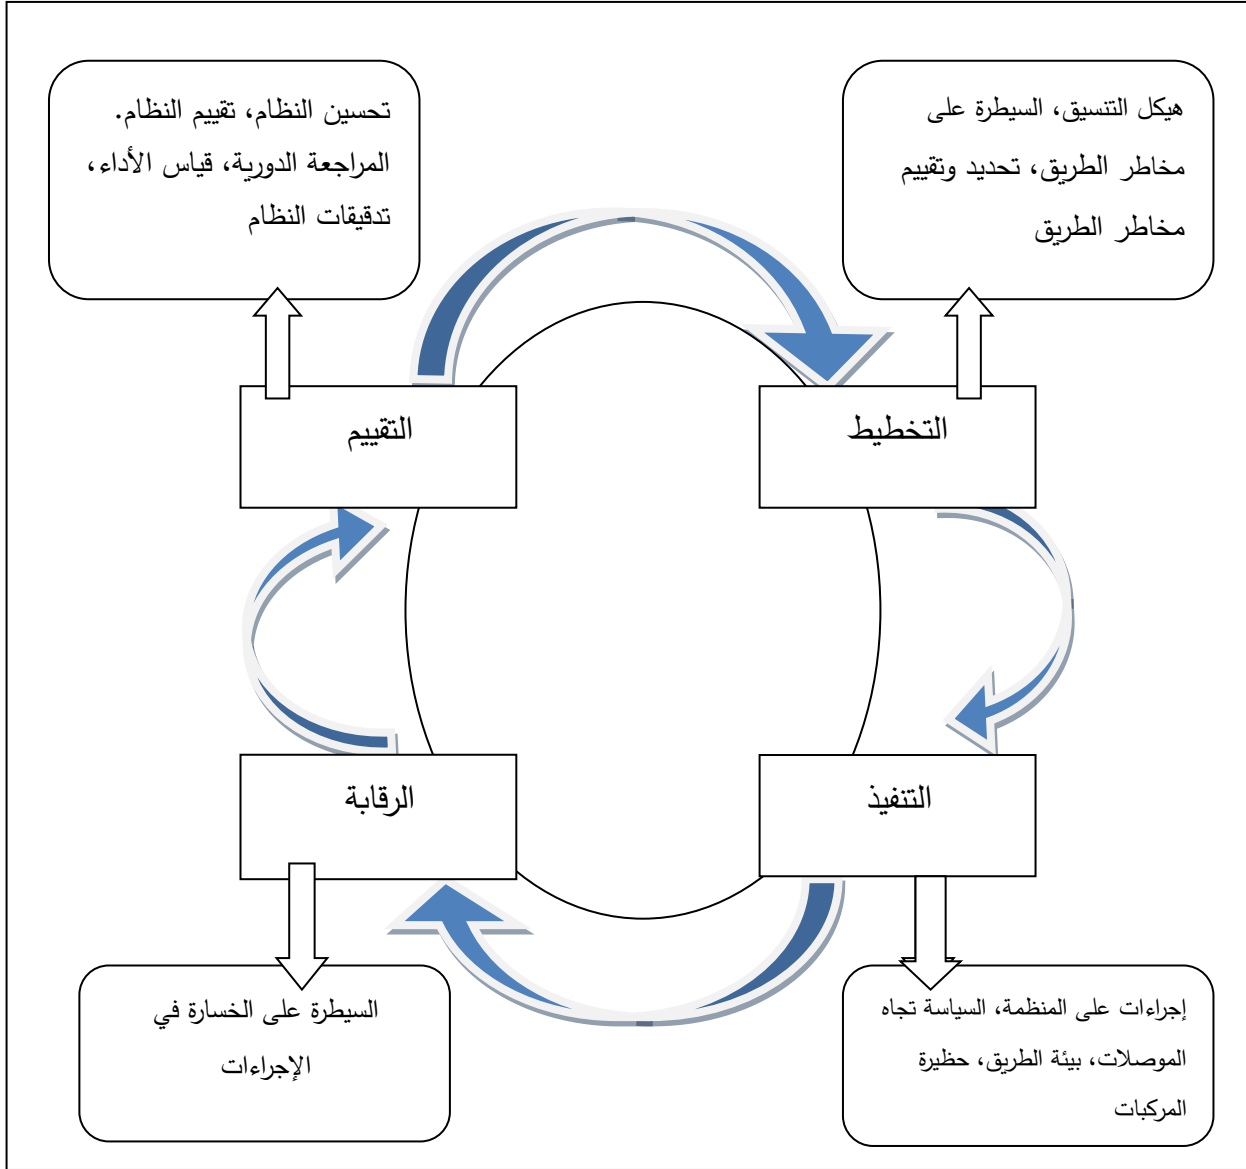 هيكل التنسيق، السيطرة على
مخاطر الطريق، تحديد وتقييم
مخاطر الطريق
تحسين النظام، تقييم النظام.
المراجعة الدورية، قياس الأداء،
تدقيقات النظام
التخطيط
التقييم
التنفيذ
الرقابة
إجراءات على المنظمة، السياسة تجاه
الموصلات، بيئة الطريق، حظيرة
المركبات
السيطرة على الخسارة في
الإجراءات